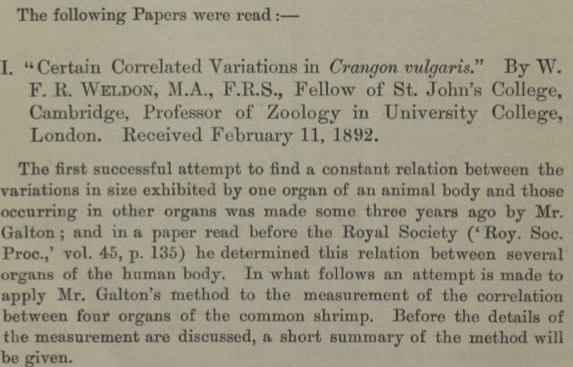 The following Papers were read :—
I. “Certain Correlated Variations in Crangon vulgaris.” By W.
F. R. WELDON, M.A., F.R.S., Fellow of St. John’s College,
Cambridge, Professor of Zoology in University College,
London. Received February 11, 1892.
The first successful attempt to find a constant relation between the
variations in size exhibited by one organ of an animal body and those
occurring in other organs was made some three years ago by Mr.
Galton ; and in a paper read before the Royal Society (‘Roy. Soc.
Proc.,’ vol. 45, p. 135) he determined this relation between several
organs of the human body. In what follows an attempt is made to
apply Mr. Galton’s method to the measurement of the correlation
between four organs of the common shrimp. Before the details of
the measurement are discussed, a short summary of the method will
be given.